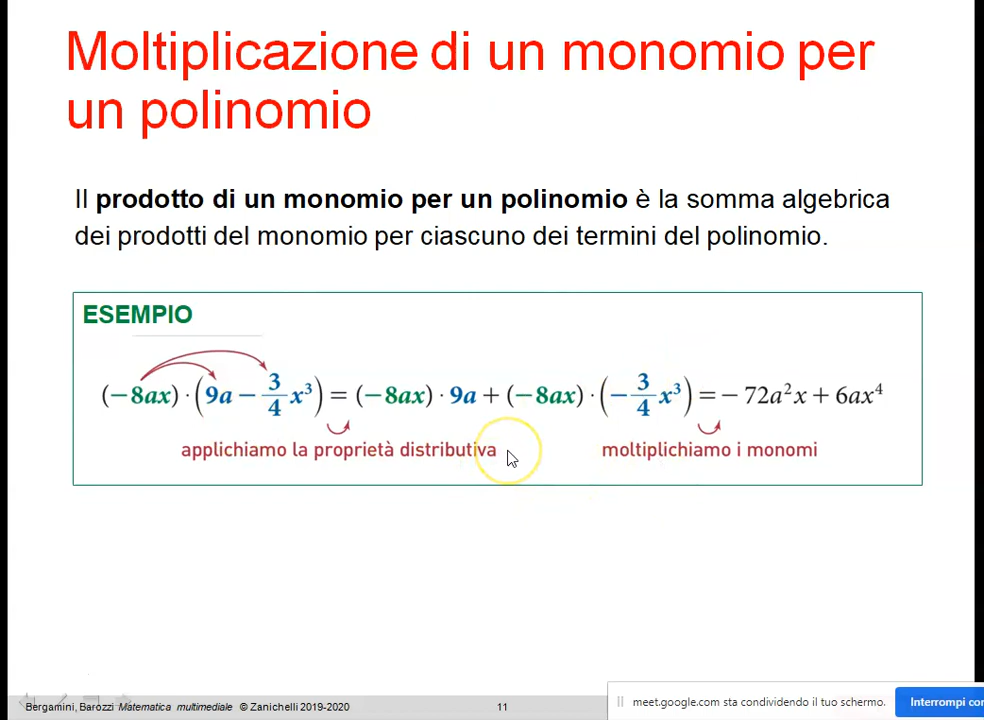 Moltiplicazione di un monomio per
un polinomio
Il prodotto di un monomio per un polinomio è la somma algebrica
dei prodotti del monomio per ciascuno dei termini del polinomio.
ESEMPIO
(−8ax) · (9a − 3/4 x³) = (−8ax) · 9a + (−8ax) · (−3/4 x³) = − 72a²x + 6ax⁴
applichiamo la proprietà distributiva
moltiplichiamo i monomi
Bergamini, Barozzi Matematica multimediale © Zanichelli 2019-2020
11
meet.google.com sta condividendo il tuo schermo.
Interrompi con